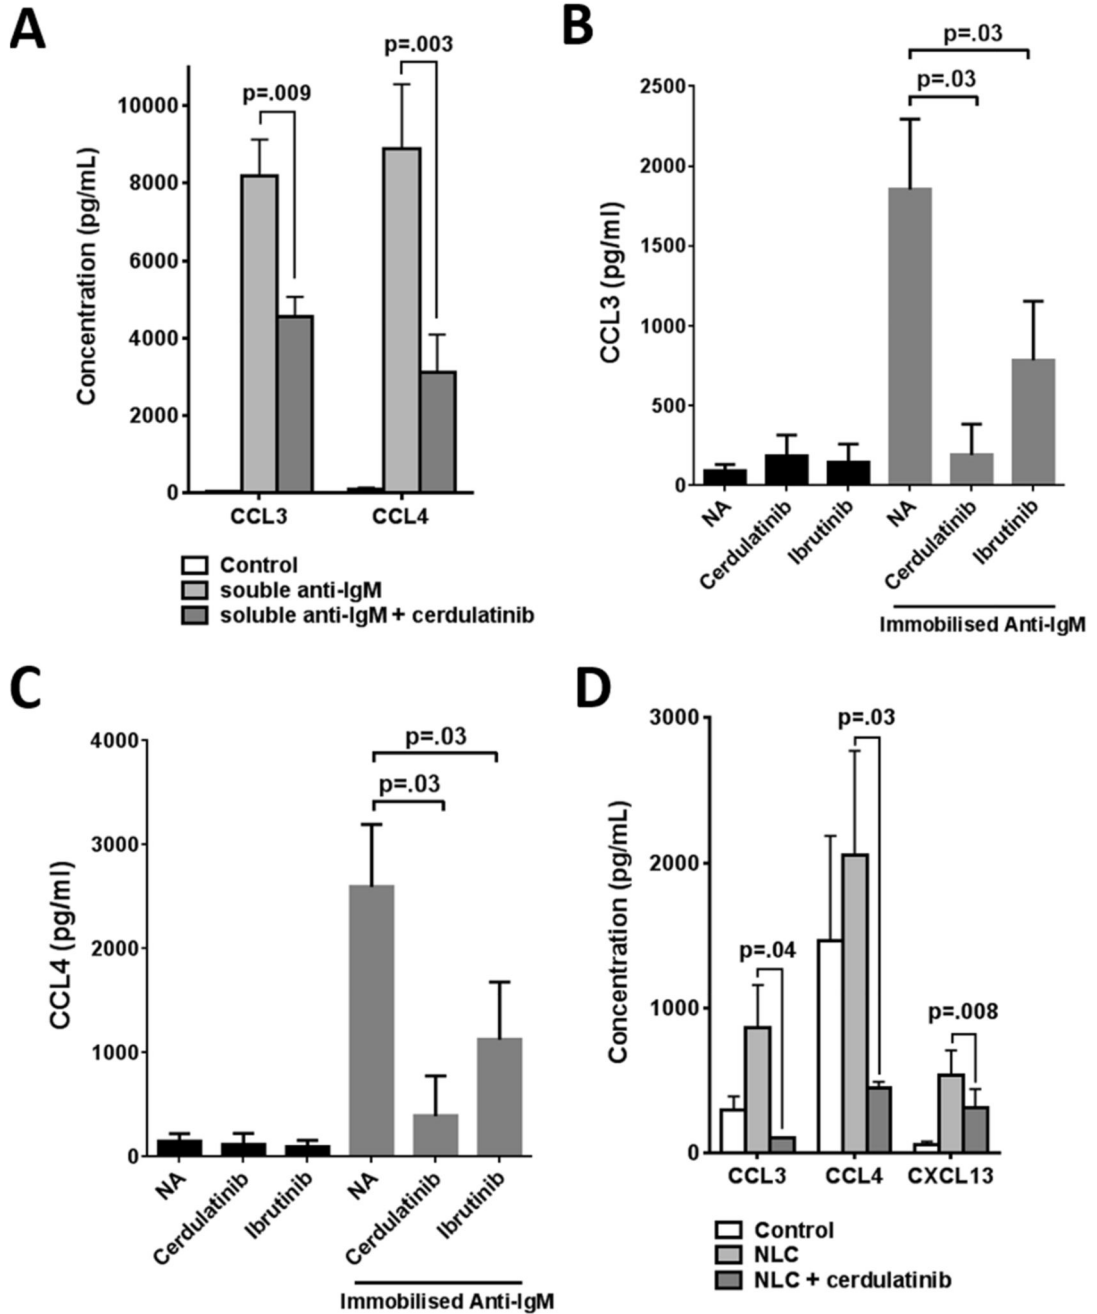 A
p=.003
p=.009
Concentration (pg/mL)
10000
8000
6000
4000
2000
0
CCL3 CCL4
Control
souble anti-IgM
soluble anti-IgM + cerdulatinib
B
p=.03
p=.03
CCL3 (pg/ml)
2500
2000
1500
1000
500
0
NA Cerdulatinib Ibrutinib NA Cerdulatinib Ibrutinib
Immobilised Anti-IgM
C
p=.03
p=.03
CCL4 (pg/ml)
4000
3000
2000
1000
0
NA Cerdulatinib Ibrutinib NA Cerdulatinib Ibrutinib
Immobilised Anti-IgM
D
p=.03
p=.04
p=.008
Concentration (pg/mL)
3000
2000
1000
0
CCL3 CCL4 CXCL13
Control
NLC
NLC + cerdulatinib